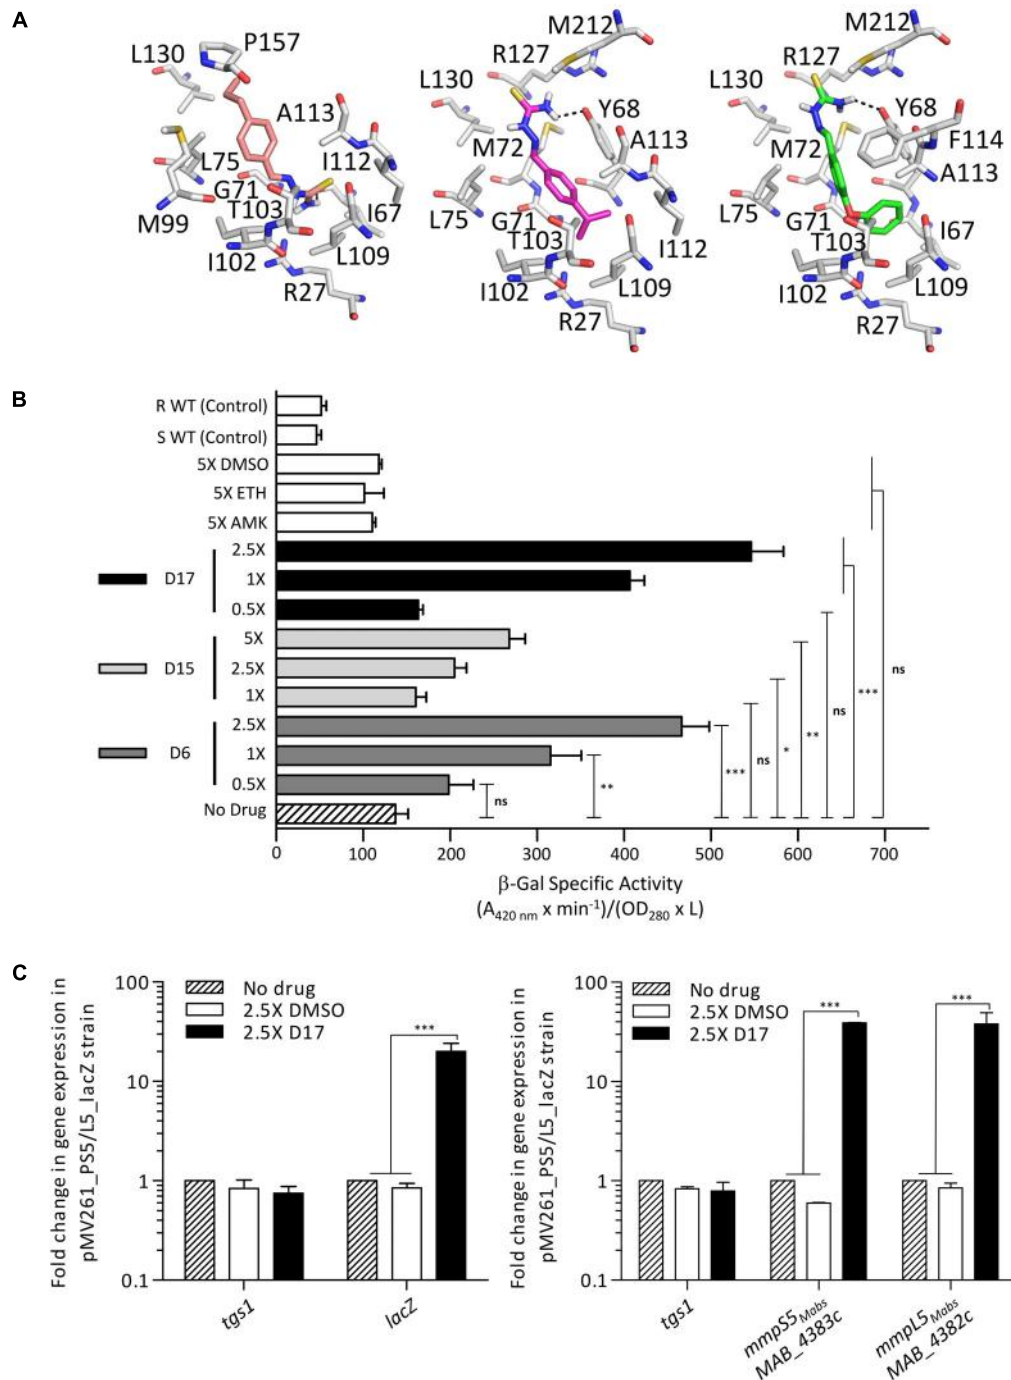 A
L130
P157
A113
L75
I112
G71
T103
I67
M99
L109
I102
R27
M212
R127
L130
Y68
M72
A113
L75
G71
T103
I112
I102
L109
R27
M212
R127
L130
Y68
M72
F114
A113
L75
G71
T103
I67
I102
L109
R27
B
R WT (Control)
S WT (Control)
5X DMSO
5X ETH
5X AMK
D17
2.5X
1X
0.5X
D15
5X
2.5X
1X
D6
2.5X
1X
0.5X
No Drug
ns
**
***
ns
*
**
ns
***
ns
0 100 200 300 400 500 600 700
β-Gal Specific Activity
(A420 nm x min-1)/(OD280 x L)
C
Fold change in gene expression in
pMV261_PS5/L5_lacZ strain
100
10
1
0.1
No drug
2.5X DMSO
2.5X D17
***
tgs1
lacZ
Fold change in gene expression in
pMV261_PS5/L5_lacZ strain
100
10
1
0.1
No drug
2.5X DMSO
2.5X D17
***
***
tgs1
mmpS5Mabs
MAB_4383c
mmpL5Mabs
MAB_4382c